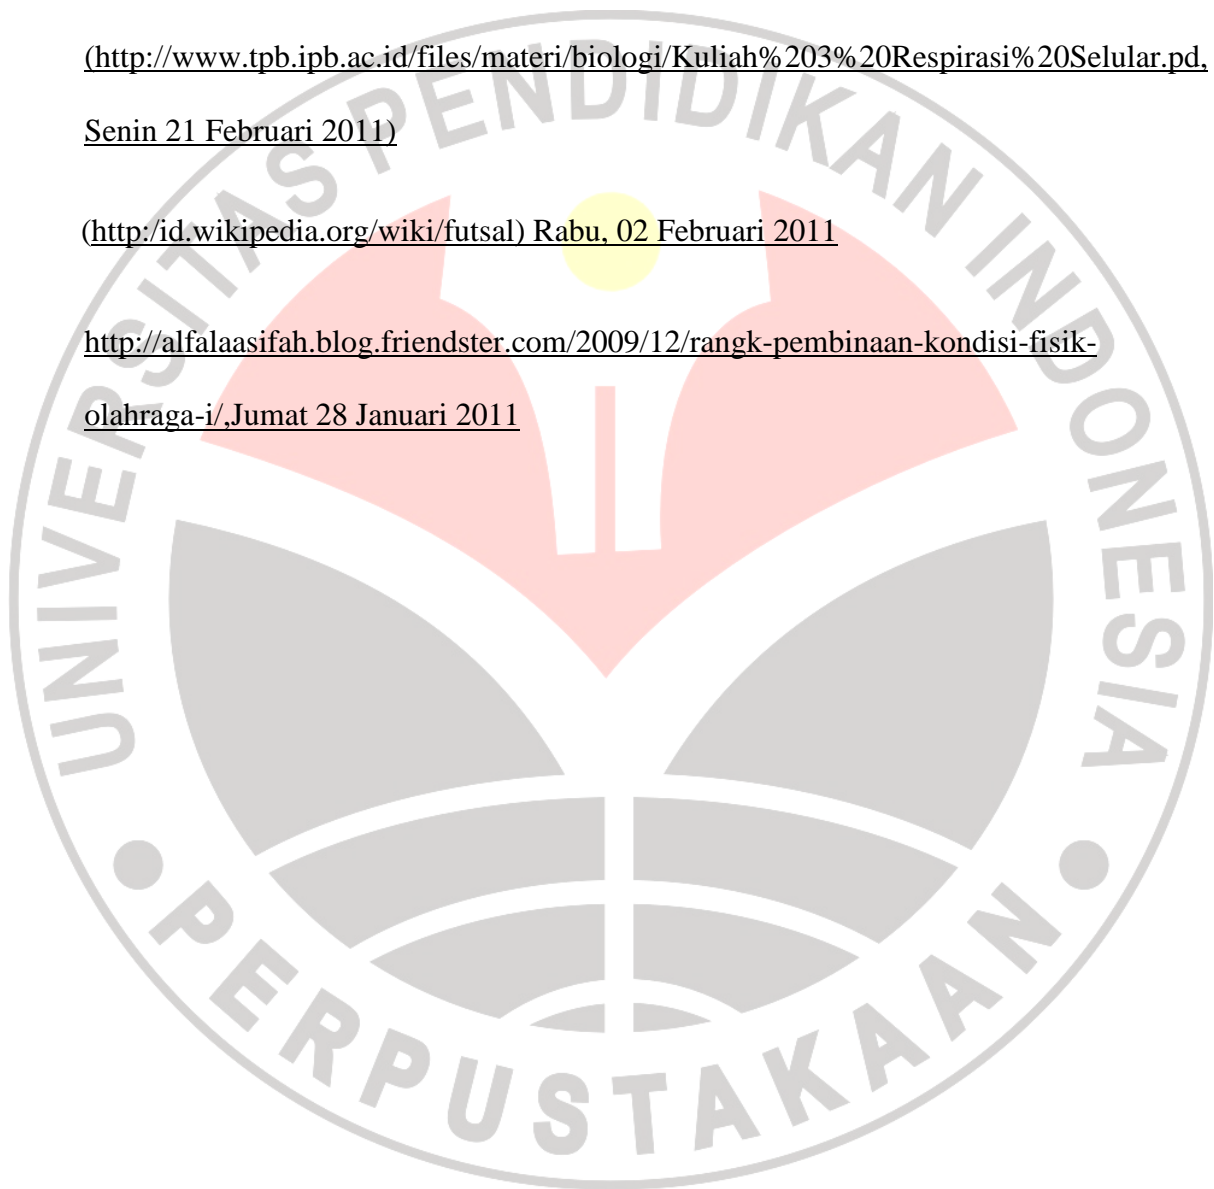 (http://www.tpb.ipb.ac.id/files/materi/biologi/Kuliah%203%20Respirasi%20Selular.pd,
Senin 21 Februari 2011)
(http:/id.wikipedia.org/wiki/futsal) Rabu, 02 Februari 2011
http://alfalaasifah.blog.friendster.com/2009/12/rangk-pembinaan-kondisi-fisik-
olahraga-i/,Jumat 28 Januari 2011
UNIVERSITAS PENDIDIKAN INDONESIA
PERPUSTAKAAN